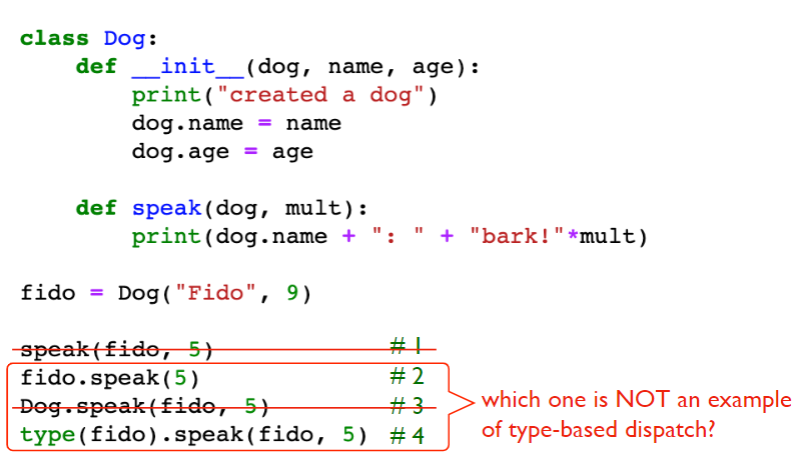 class Dog:
    def __init__(dog, name, age):
        print("created a dog")
        dog.name = name
        dog.age = age
    def speak(dog, mult):
        print(dog.name + ": " + "bark!"*mult)
fido = Dog("Fido", 9)
speak(fido, 5) #1
fido.speak(5) #2
Dog.speak(fido, 5) #3
type(fido).speak(fido, 5) #4
which one is NOT an example
of type-based dispatch?